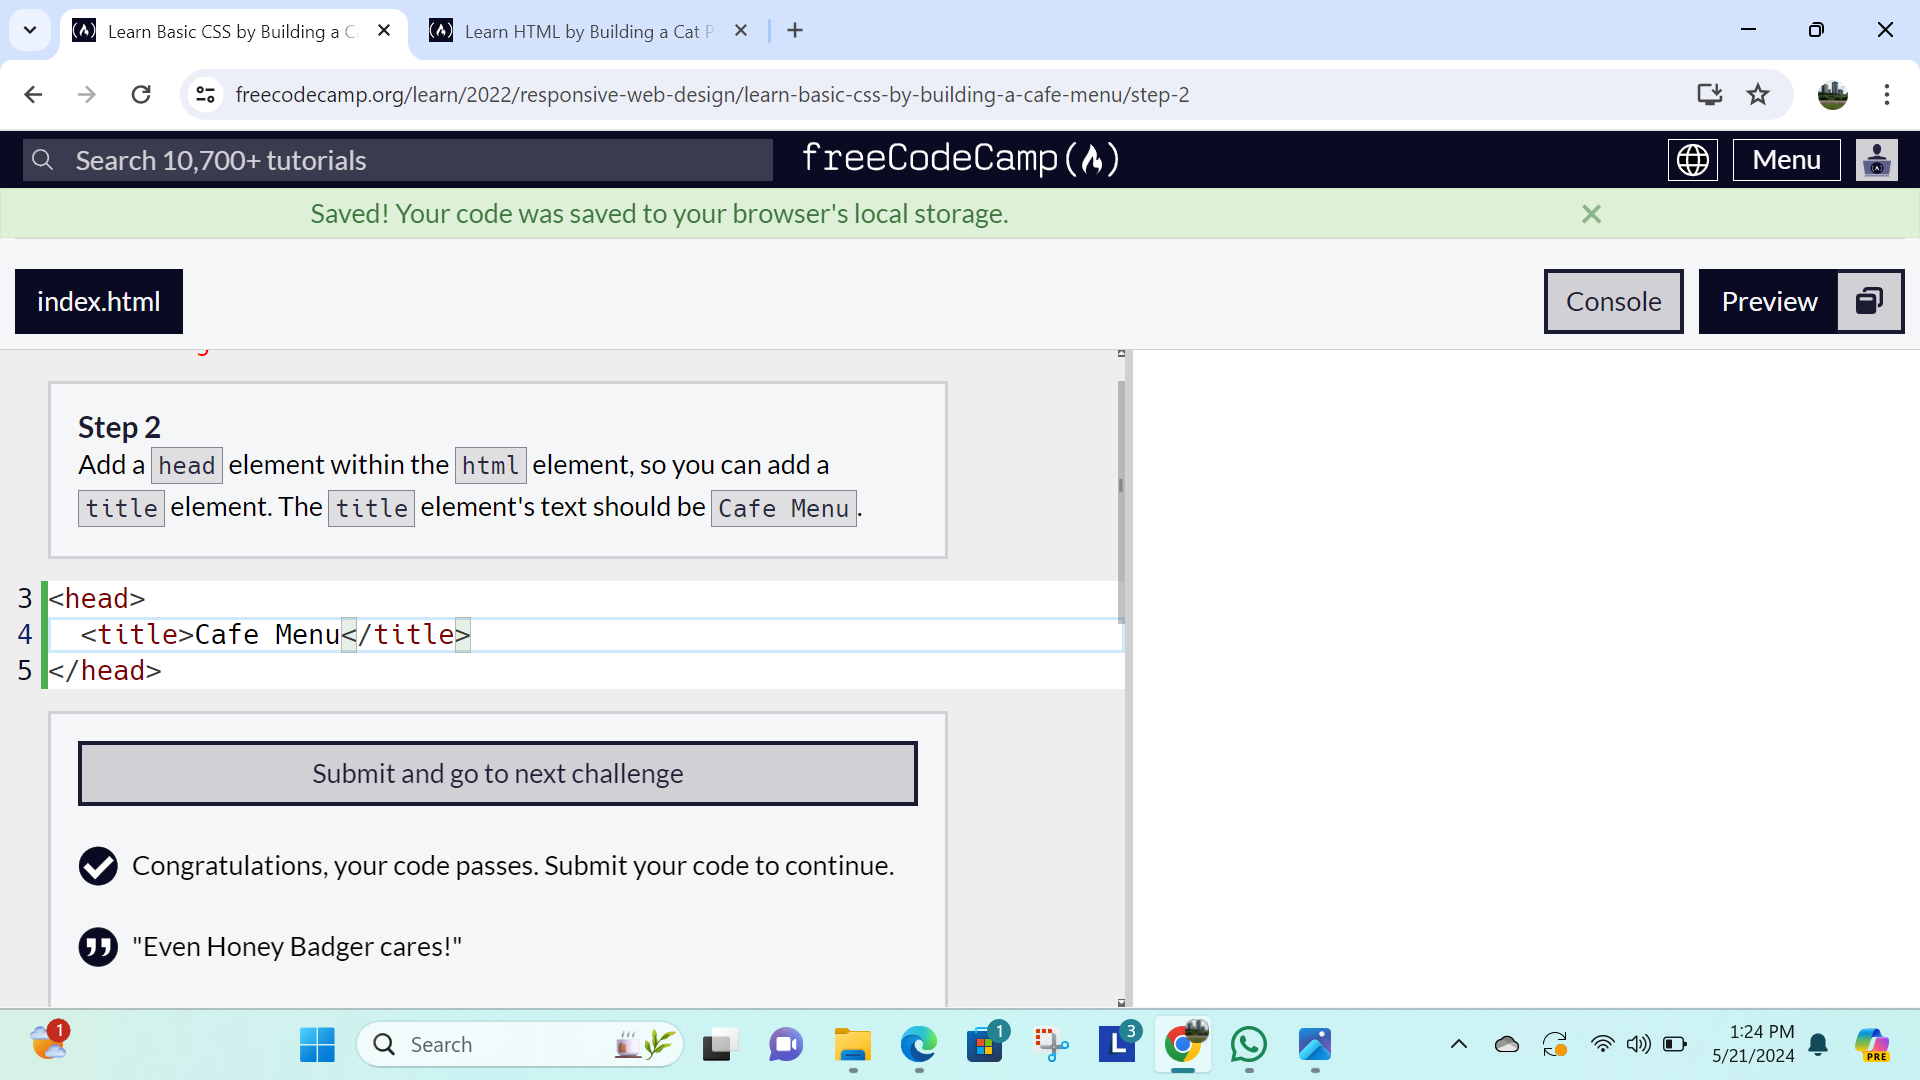 Learn Basic CSS by Building a C
Learn HTML by Building a Cat P
freecodecamp.org/learn/2022/responsive-web-design/learn-basic-css-by-building-a-cafe-menu/step-2
Search 10,700+ tutorials
freeCodeCamp(🔥)
Menu
Saved! Your code was saved to your browser's local storage.
index.html
Console
Preview
Step 2
Add a head element within the html element, so you can add a
title element. The title element's text should be Cafe Menu.
3 <head>
4 <title>Cafe Menu</title>
5 </head>
Submit and go to next challenge
Congratulations, your code passes. Submit your code to continue.
"Even Honey Badger cares!"
1
Search
1
L 3
1:24 PM
5/21/2024
PRE